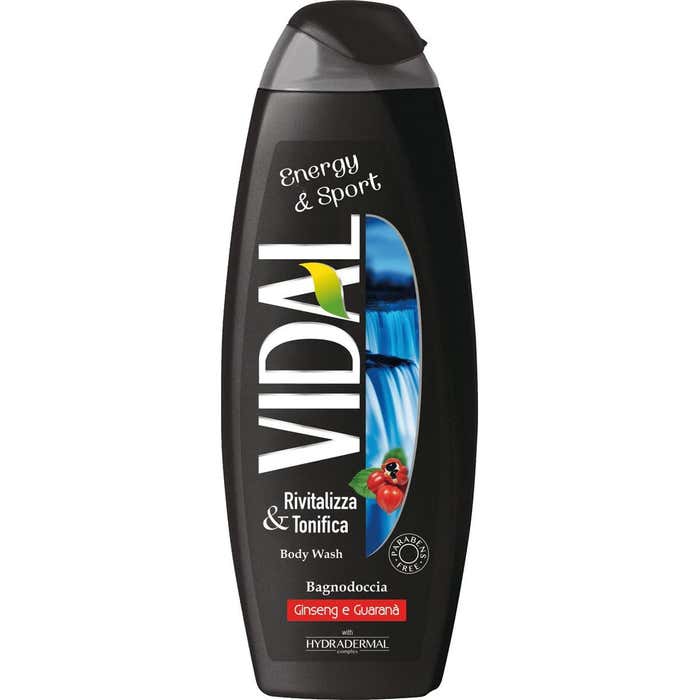 Energy
& Sport
VIDAL
Rivitalizza
& Tonifica
Body Wash
PARABENS
FREE
Bagnodoccia
Ginseng e Guaranà
with
HYDRADERMAL
complex